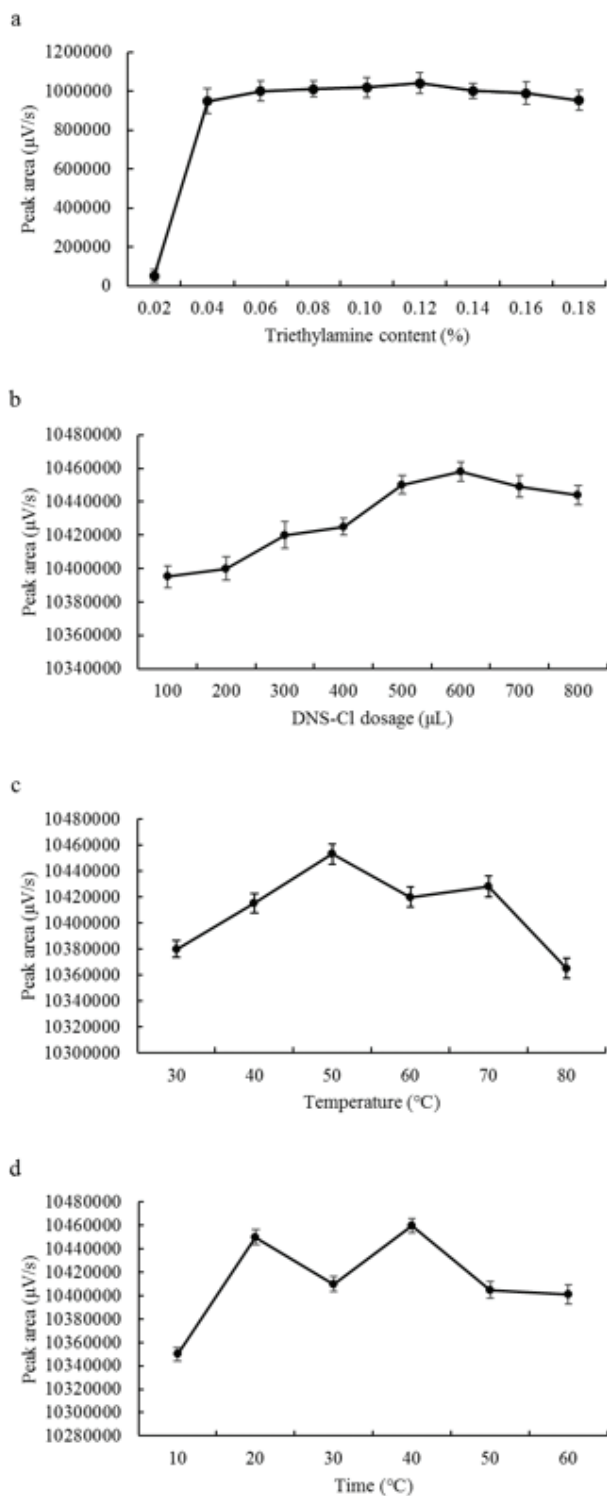 a
1200000
1000000
800000
600000
400000
200000
0
Peak area (μV/s)
0.02 0.04 0.06 0.08 0.10 0.12 0.14 0.16 0.18
Triethylamine content (%)
b
10480000
10460000
10440000
10420000
10400000
10380000
10360000
10340000
Peak area (μV/s)
100 200 300 400 500 600 700 800
DNS-Cl dosage (μL)
c
10480000
10460000
10440000
10420000
10400000
10380000
10360000
10340000
10320000
10300000
Peak area (μV/s)
30 40 50 60 70 80
Temperature (℃)
d
10480000
10460000
10440000
10420000
10400000
10380000
10360000
10340000
10320000
10300000
10280000
Peak area (μV/s)
10 20 30 40 50 60
Time (℃)